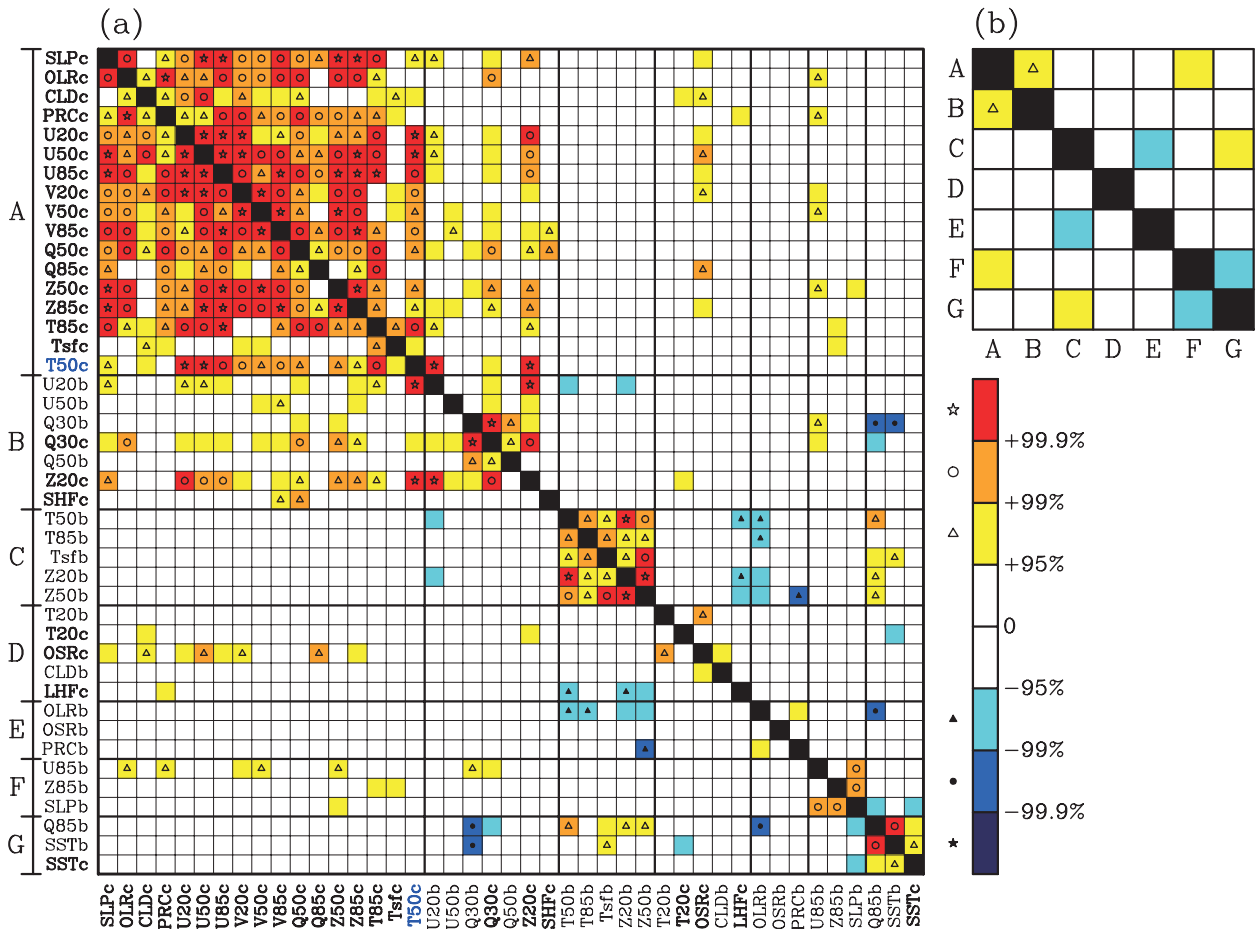 (a)
(b)
A
B
C
D
E
F
G
SLPc
OLRc
CLDc
PRCc
U20c
U50c
U85c
V20c
V50c
V85c
Q50c
Q85c
Z50c
Z85c
T85c
Tsfc
T50c
U20b
U50b
Q30b
Q30c
Q50b
Z20c
SHFc
T50b
T85b
Tsfb
Z20b
Z50b
T20b
T20c
OSRc
CLDb
LHFc
OLRb
OSRb
PRCb
U85b
Z85b
SLPb
Q85b
SSTb
SSTc
SLPc OLRc CLDc PRCc U20c U50c U85c V20c V50c V85c Q50c Q85c Z50c Z85c T85c Tsfc T50c U20b U50b Q30b Q30c Q50b Z20c SHFc T50b T85b Tsfb Z20b Z50b T20b T20c OSRc CLDb LHFc OLRb OSRb PRCb U85b Z85b SLPb Q85b SSTb SSTc
A
B
C
D
E
F
G
A B C D E F G
+99.9%
+99%
+95%
0
−95%
−99%
−99.9%